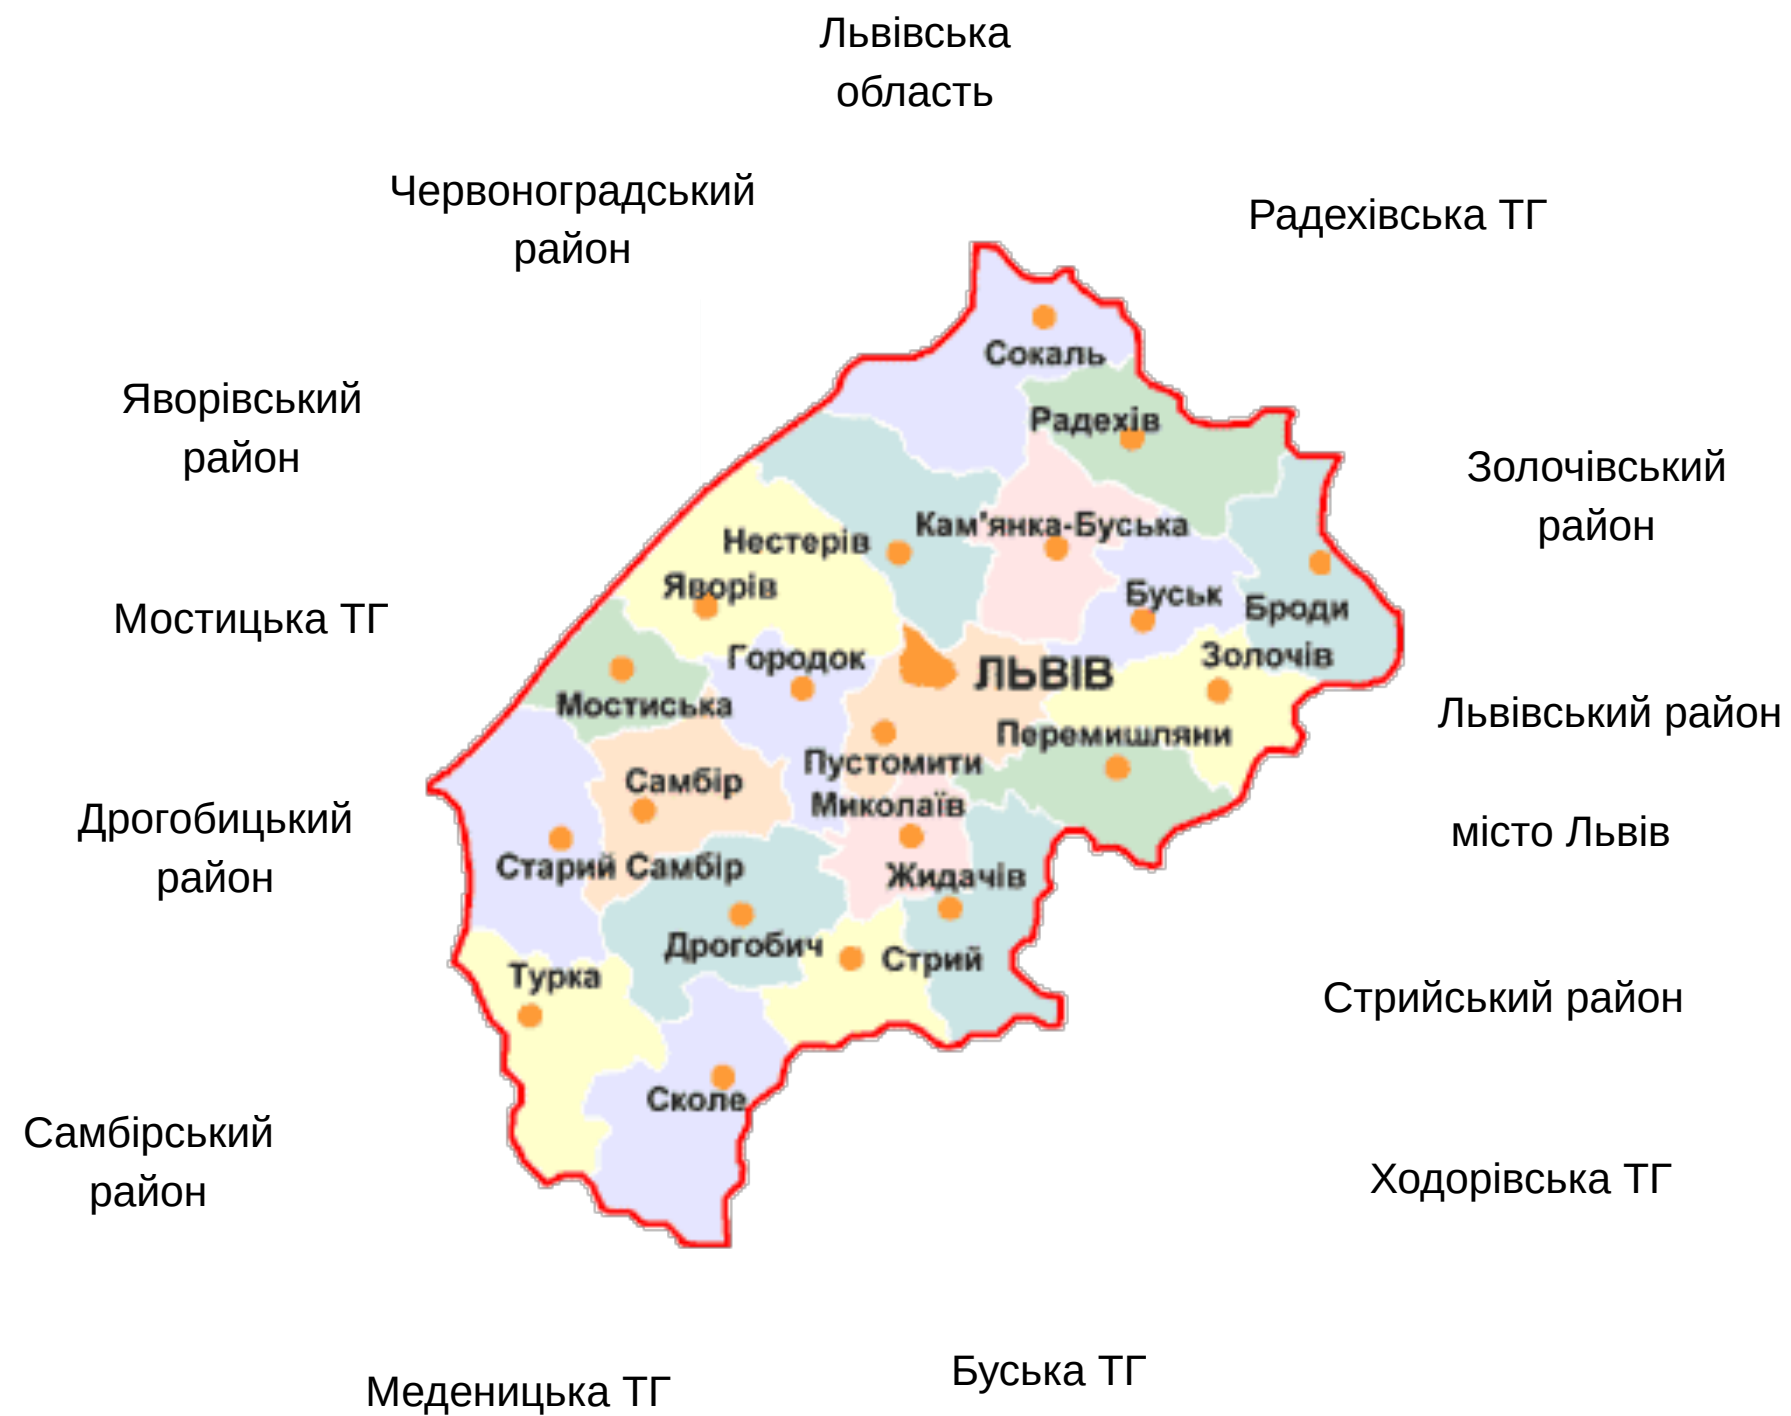 Львівська
область
Червоноградський
район
Радехівська ТГ
Сокаль
Яворівський
район
Радехів
Золочівський
район
Кам'янка-Буська
Нестерів
Яворів
Буськ
Броди
Мостицька ТГ
Городок
ЛЬВІВ
Золочів
Мостиська
Львівський район
Перемишляни
Пустомити
Самбір
Миколаїв
Дрогобицький
район
місто Львів
Старий Самбір
Жидачів
Дрогобич
Стрий
Турка
Стрийський район
Сколе
Самбірський
район
Ходорівська ТГ
Буська ТГ
Меденицька ТГ